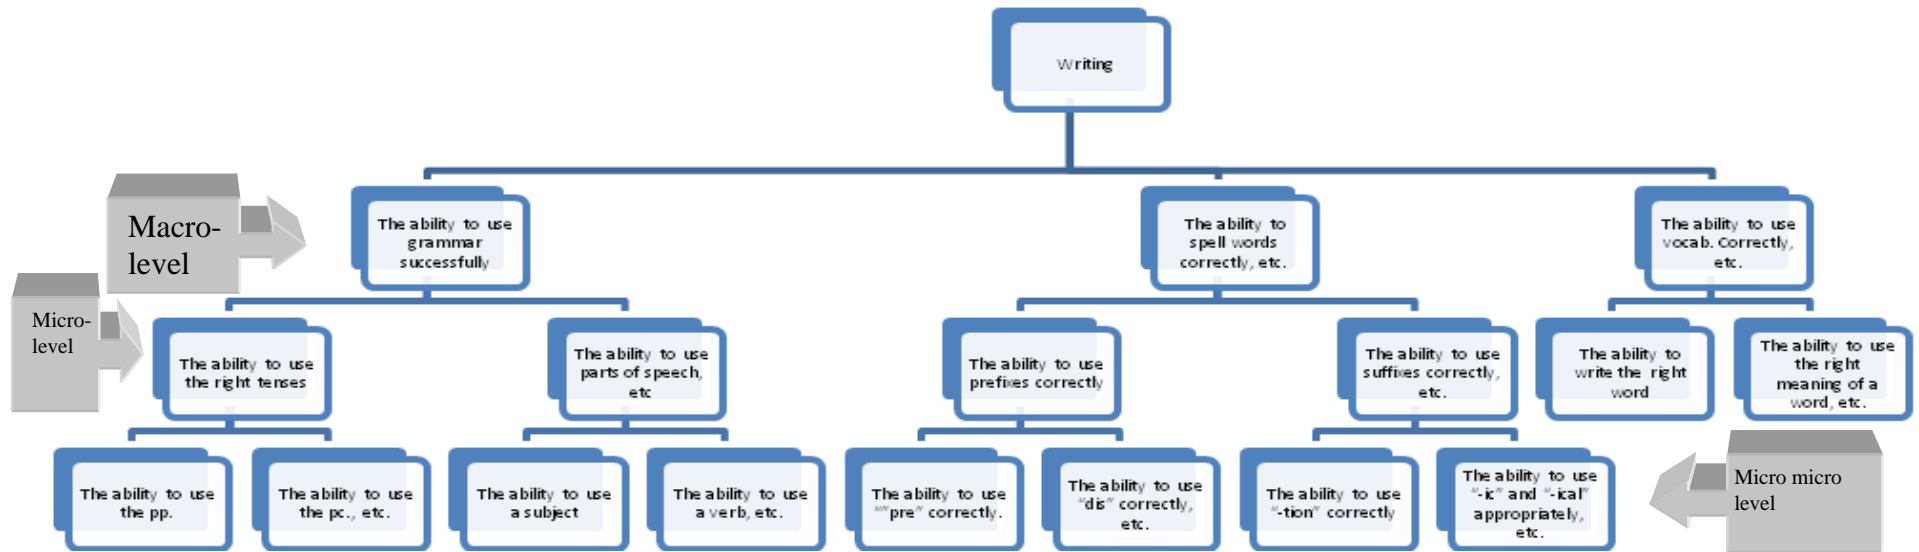 Writing
Macro-
level
The ability to use
grammar
successfully
The ability to
spell words
correctly, etc.
The ability to use
vocab. Correctly,
etc.
Micro-
level
The ability to use
the right tenses
The ability to use
parts of speech,
etc
The ability to use
prefixes correctly
The ability to use
suffixes correctly,
etc.
The ability to
write the right
word
The ability to use
the right
meaning of a
word, etc.
The ability to use
the pp.
The ability to use
the pc., etc.
The ability to use
a subject
The ability to use
a verb, etc.
The ability to use
“”pre” correctly.
The ability to use
“dis” correctly,
etc.
The ability to use
“-tion” correctly
The ability to use
“-ic” and “-ical”
appropriately,
etc.
Micro micro
level